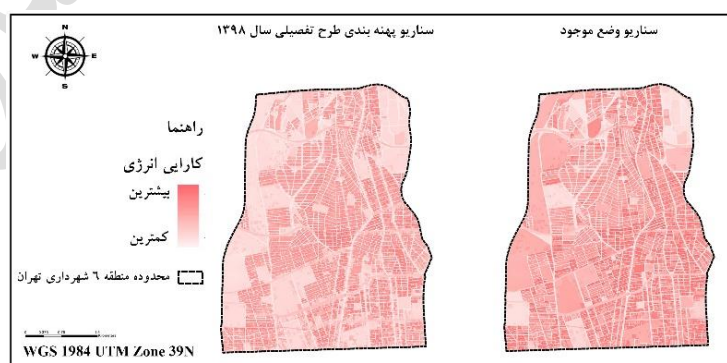 سناریو وضع موجود
سناریو پهنه بندی طرح تفصیلی سال ۱۳۹۸
N
W E
S
راهنما
کارایی انرژی
بیشترین
کمترین
محدوده منطقه ٦ شهرداری تهران
WGS 1984 UTM Zone 39N